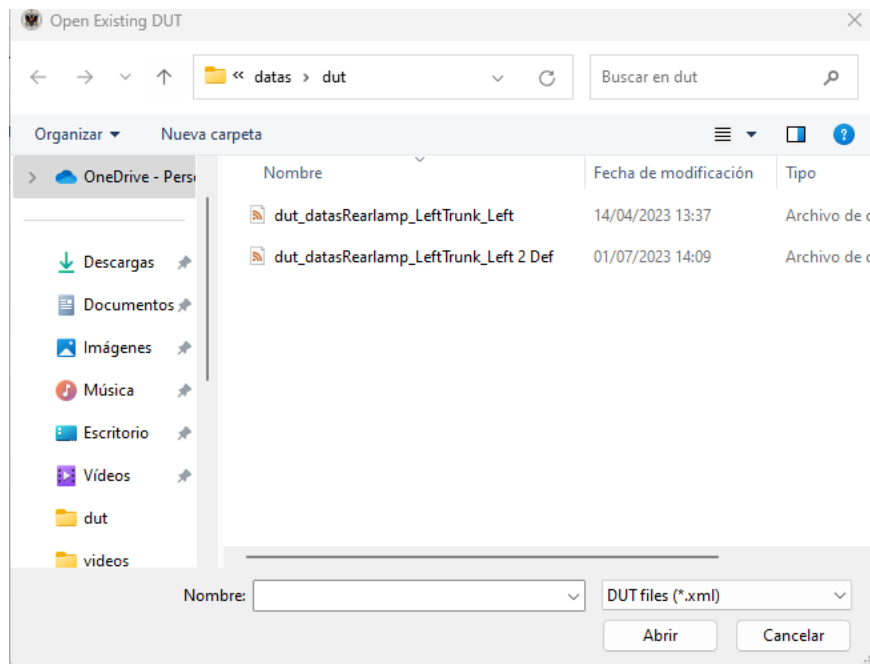 Open Existing DUT
« datas › dut
Buscar en dut
Organizar
Nueva carpeta
OneDrive - Pers
Nombre
Fecha de modificación
Tipo
dut_datasRearlamp_LeftTrunk_Left
14/04/2023 13:37
Archivo de
dut_datasRearlamp_LeftTrunk_Left 2 Def
01/07/2023 14:09
Archivo de
Descargas
Documentos
Imágenes
Música
Escritorio
Vídeos
dut
videos
Nombre:
DUT files (*.xml)
Abrir
Cancelar